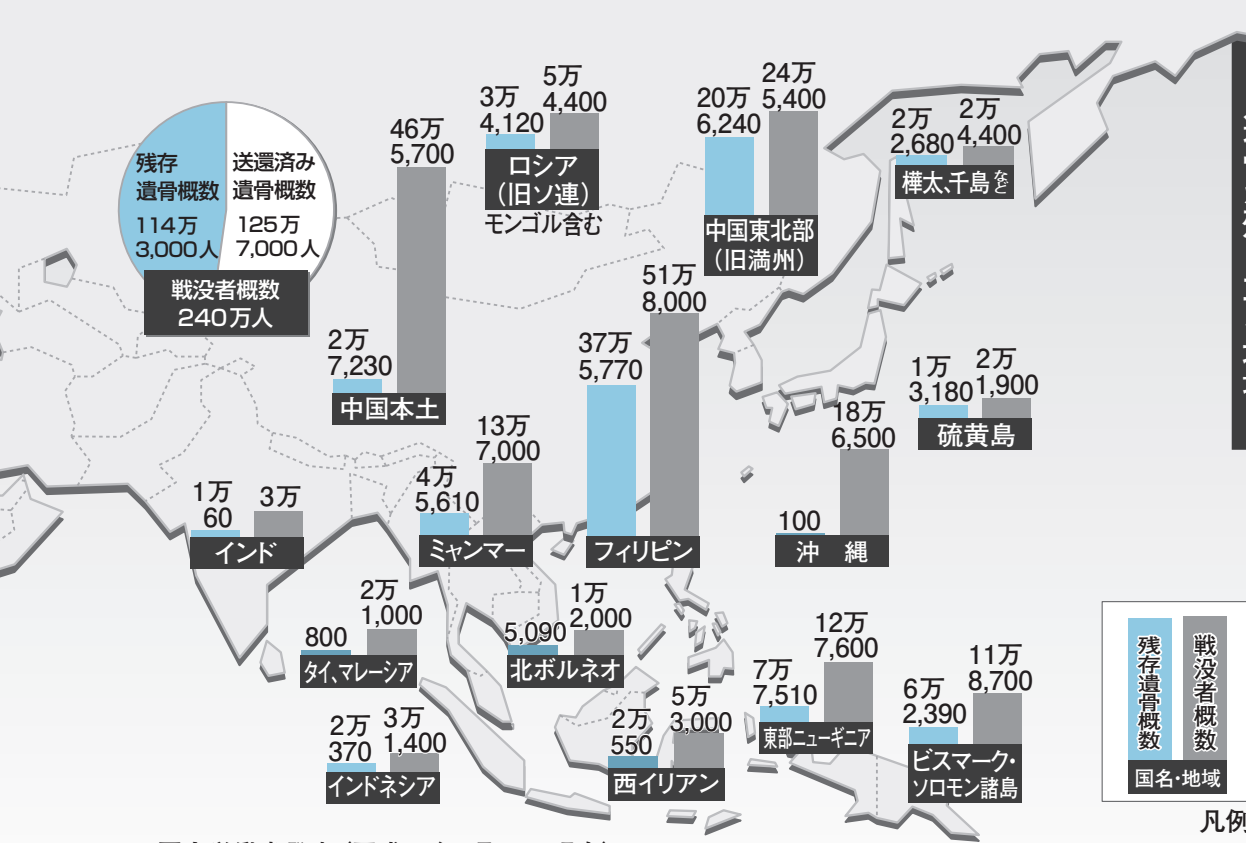 残存
遺骨概数
114万
3,000人
送還済み
遺骨概数
125万
7,000人
戦没者概数
240万人
2万
7,230
46万
5,700
中国本土
3万
4,120
5万
4,400
ロシア
（旧ソ連）
モンゴル含む
20万
6,240
24万
5,400
中国東北部
（旧満州）
2万
2,680
2万
4,400
樺太、千島など
37万
5,770
51万
8,000
フィリピン
1万
3,180
2万
1,900
硫黄島
100
18万
6,500
沖縄
1万
60
3万
インド
4万
5,610
13万
7,000
ミャンマー
800
2万
1,000
タイ、マレーシア
5,090
1万
2,000
北ボルネオ
2万
370
3万
1,400
インドネシア
2万
550
5万
3,000
西イリアン
7万
7,510
12万
7,600
東部ニューギニア
6万
2,390
11万
8,700
ビスマーク・
ソロモン諸島
残存遺骨概数
戦没者概数
国名・地域
凡例